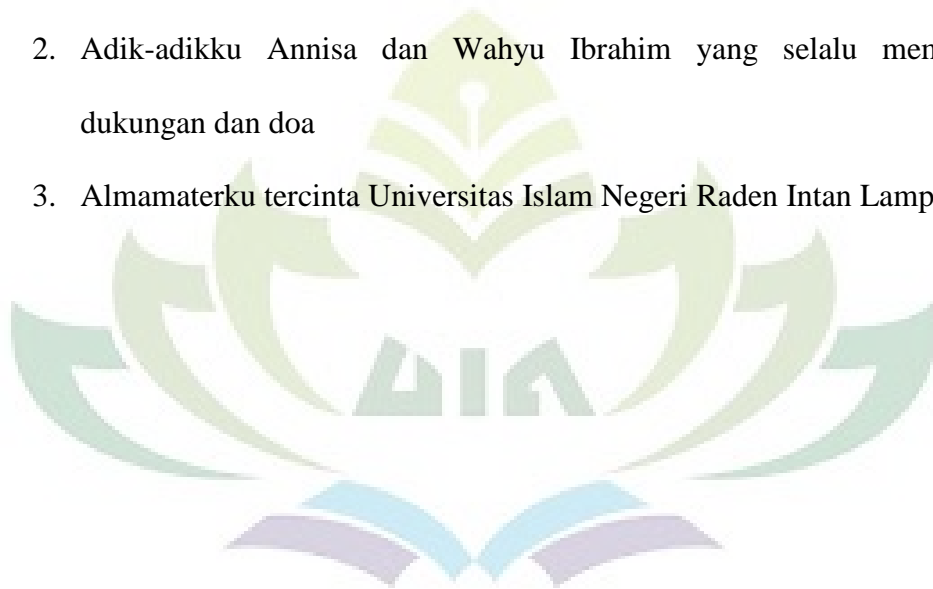 2. Adik-adikku Annisa dan Wahyu Ibrahim yang selalu men
dukungan dan doa
3. Almamaterku tercinta Universitas Islam Negeri Raden Intan Lamp